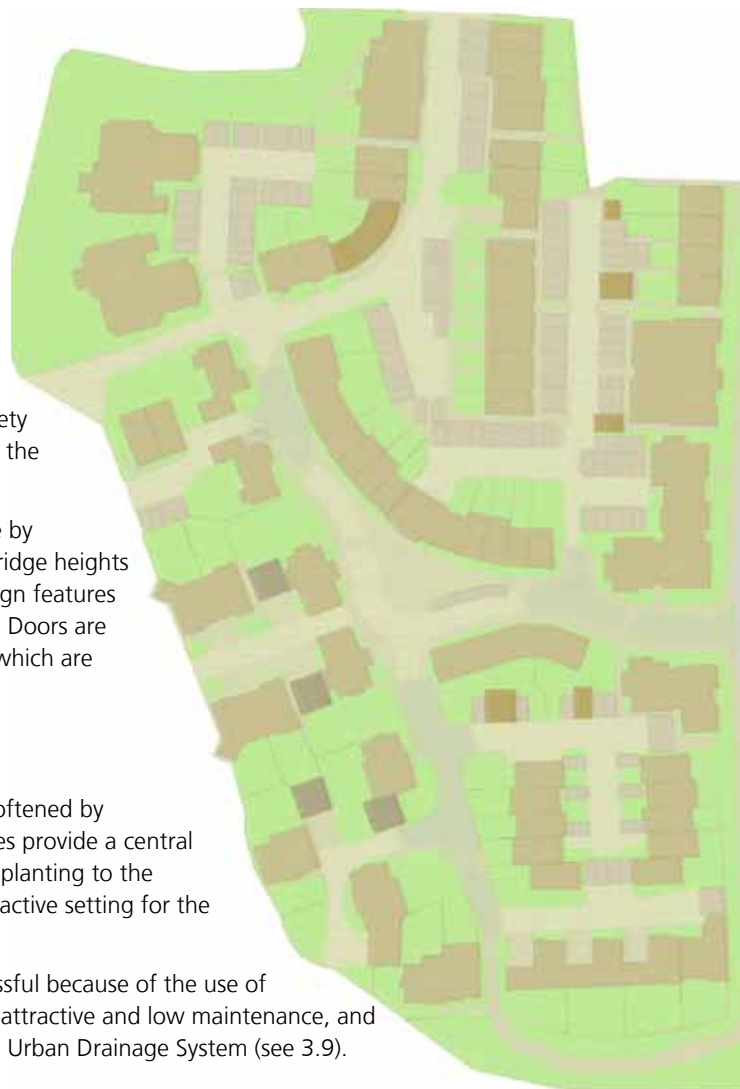 ety
the
e by
ridge heights
ign features
Doors are
which are
oftened by
es provide a central
planting to the
active setting for the
ssful because of the use of
attractive and low maintenance, and
Urban Drainage System (see 3.9).